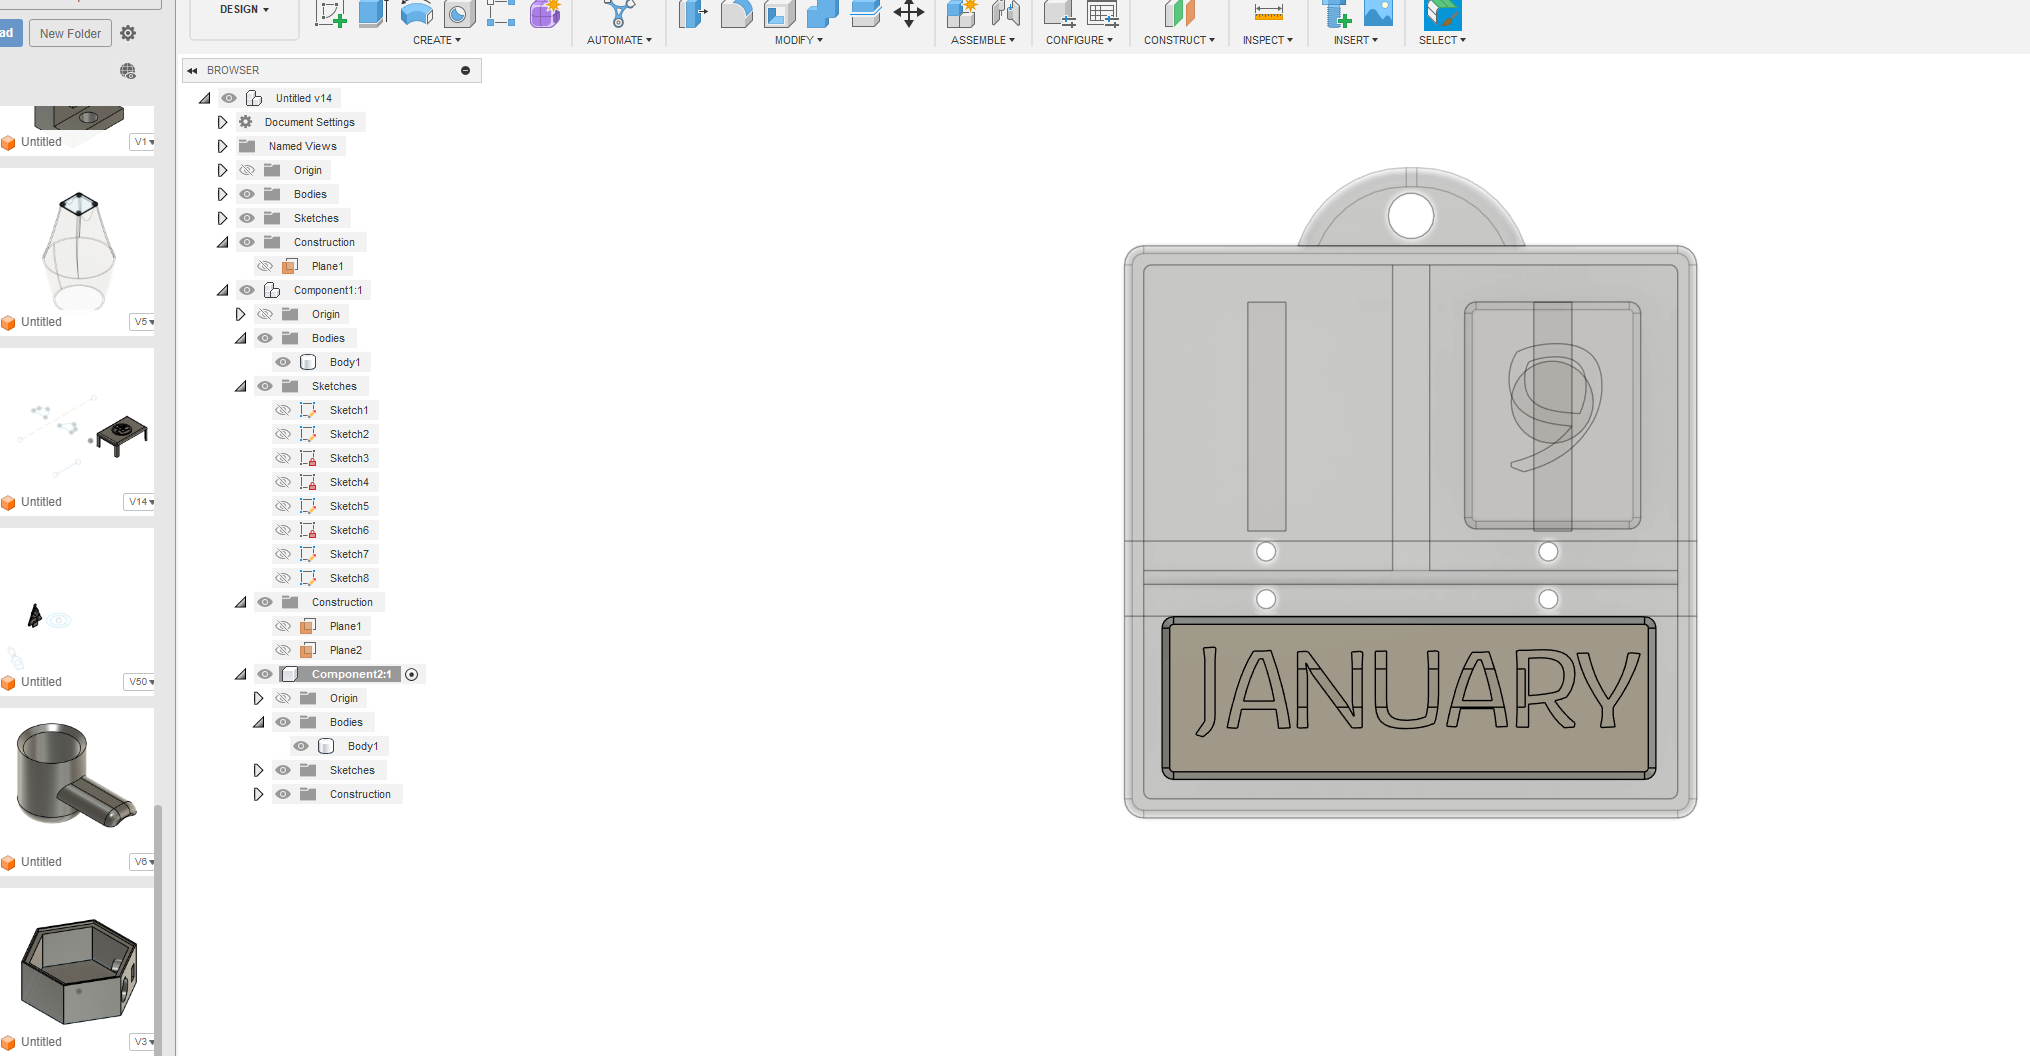 DESIGN
CREATE
AUTOMATE
MODIFY
ASSEMBLE
CONFIGURE
CONSTRUCT
INSPECT
INSERT
SELECT
ad
New Folder
BROWSER
Untitled v14
Document Settings
Named Views
Origin
Bodies
Sketches
Construction
Plane1
Component1:1
Origin
Bodies
Body1
Sketches
Sketch1
Sketch2
Sketch3
Sketch4
Sketch5
Sketch6
Sketch7
Sketch8
Construction
Plane1
Plane2
Component2:1
Origin
Bodies
Body1
Sketches
Construction
Untitled V1
Untitled V5
Untitled V14
Untitled V50
Untitled V6
Untitled V3
9
JANUARY